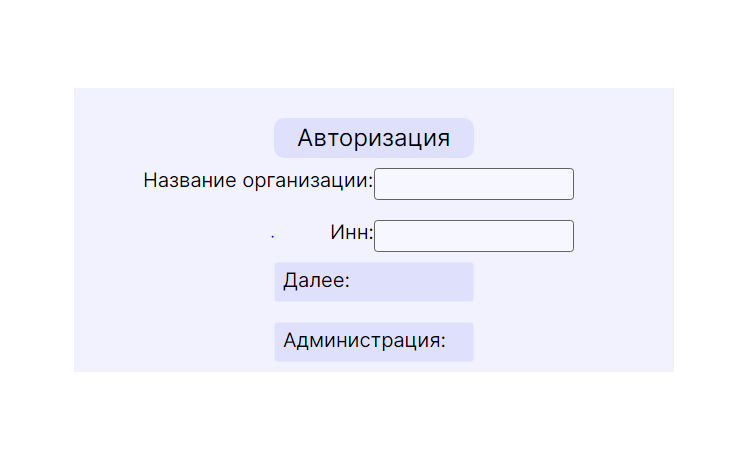 Авторизация
Название организации:
Инн:
Далее:
Администрация: